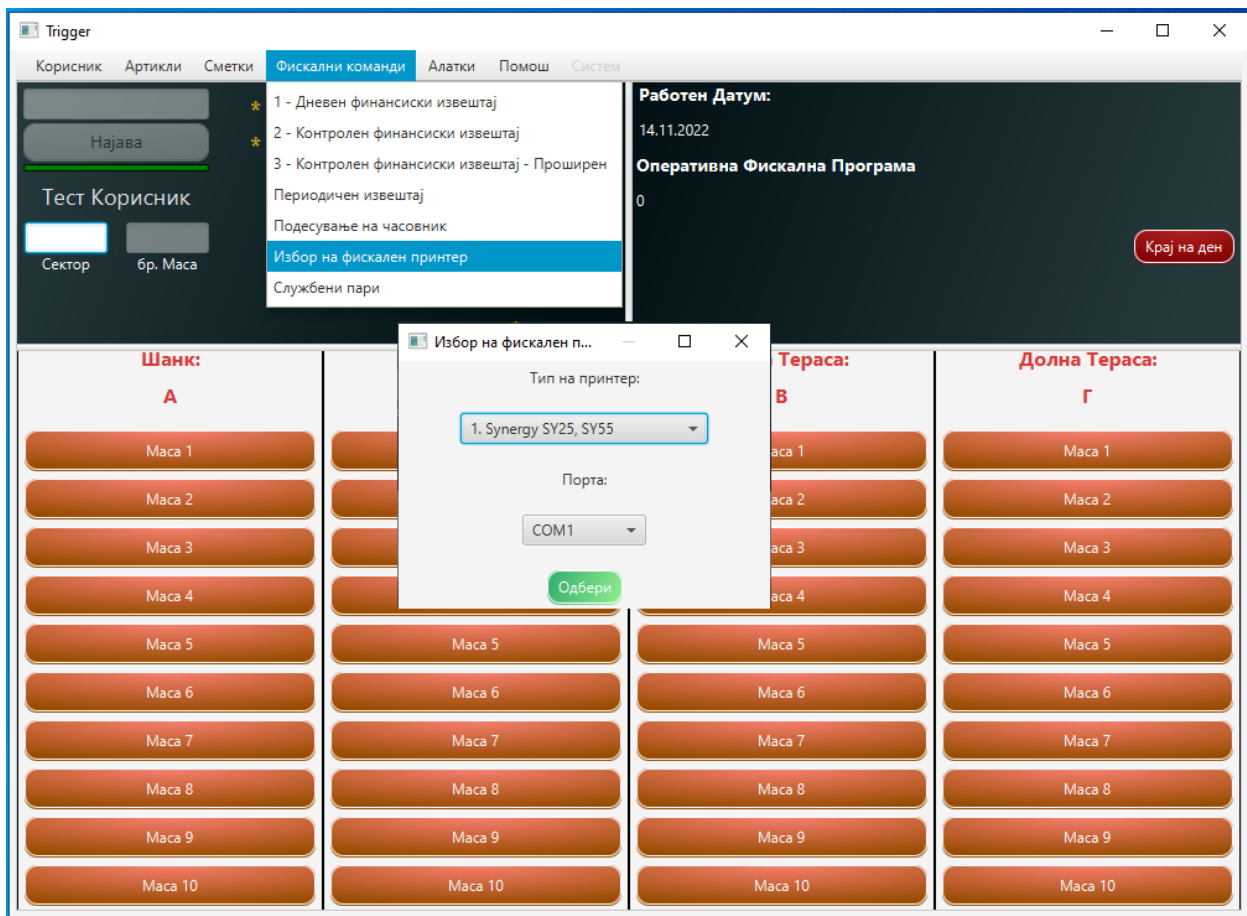 Trigger
Корисник Артикли Сметки Фискални команди Алатки Помош Систем
Најава
Тест Корисник
Сектор бр. Маса
1 - Дневен финансиски извештај
2 - Контролен финансиски извештај
3 - Контролен финансиски извештај - Проширен
Периодичен извештај
Подесување на часовник
Избор на фискален принтер
Службени пари
Работен Датум:
14.11.2022
Оперативна Фискална Програма
0
Крај на ден
Избор на фискален п...
Тип на принтер:
1. Synergy SY25, SY55
Порта:
COM1
Одбери
Шанк:
А
Маса 1
Маса 2
Маса 3
Маса 4
Маса 5
Маса 6
Маса 7
Маса 8
Маса 9
Маса 10
Маса 5
Маса 6
Маса 7
Маса 8
Маса 9
Маса 10
Тераса:
В
аса 1
аса 2
аса 3
аса 4
Маса 5
Маса 6
Маса 7
Маса 8
Маса 9
Маса 10
Долна Тераса:
Г
Маса 1
Маса 2
Маса 3
Маса 4
Маса 5
Маса 6
Маса 7
Маса 8
Маса 9
Маса 10